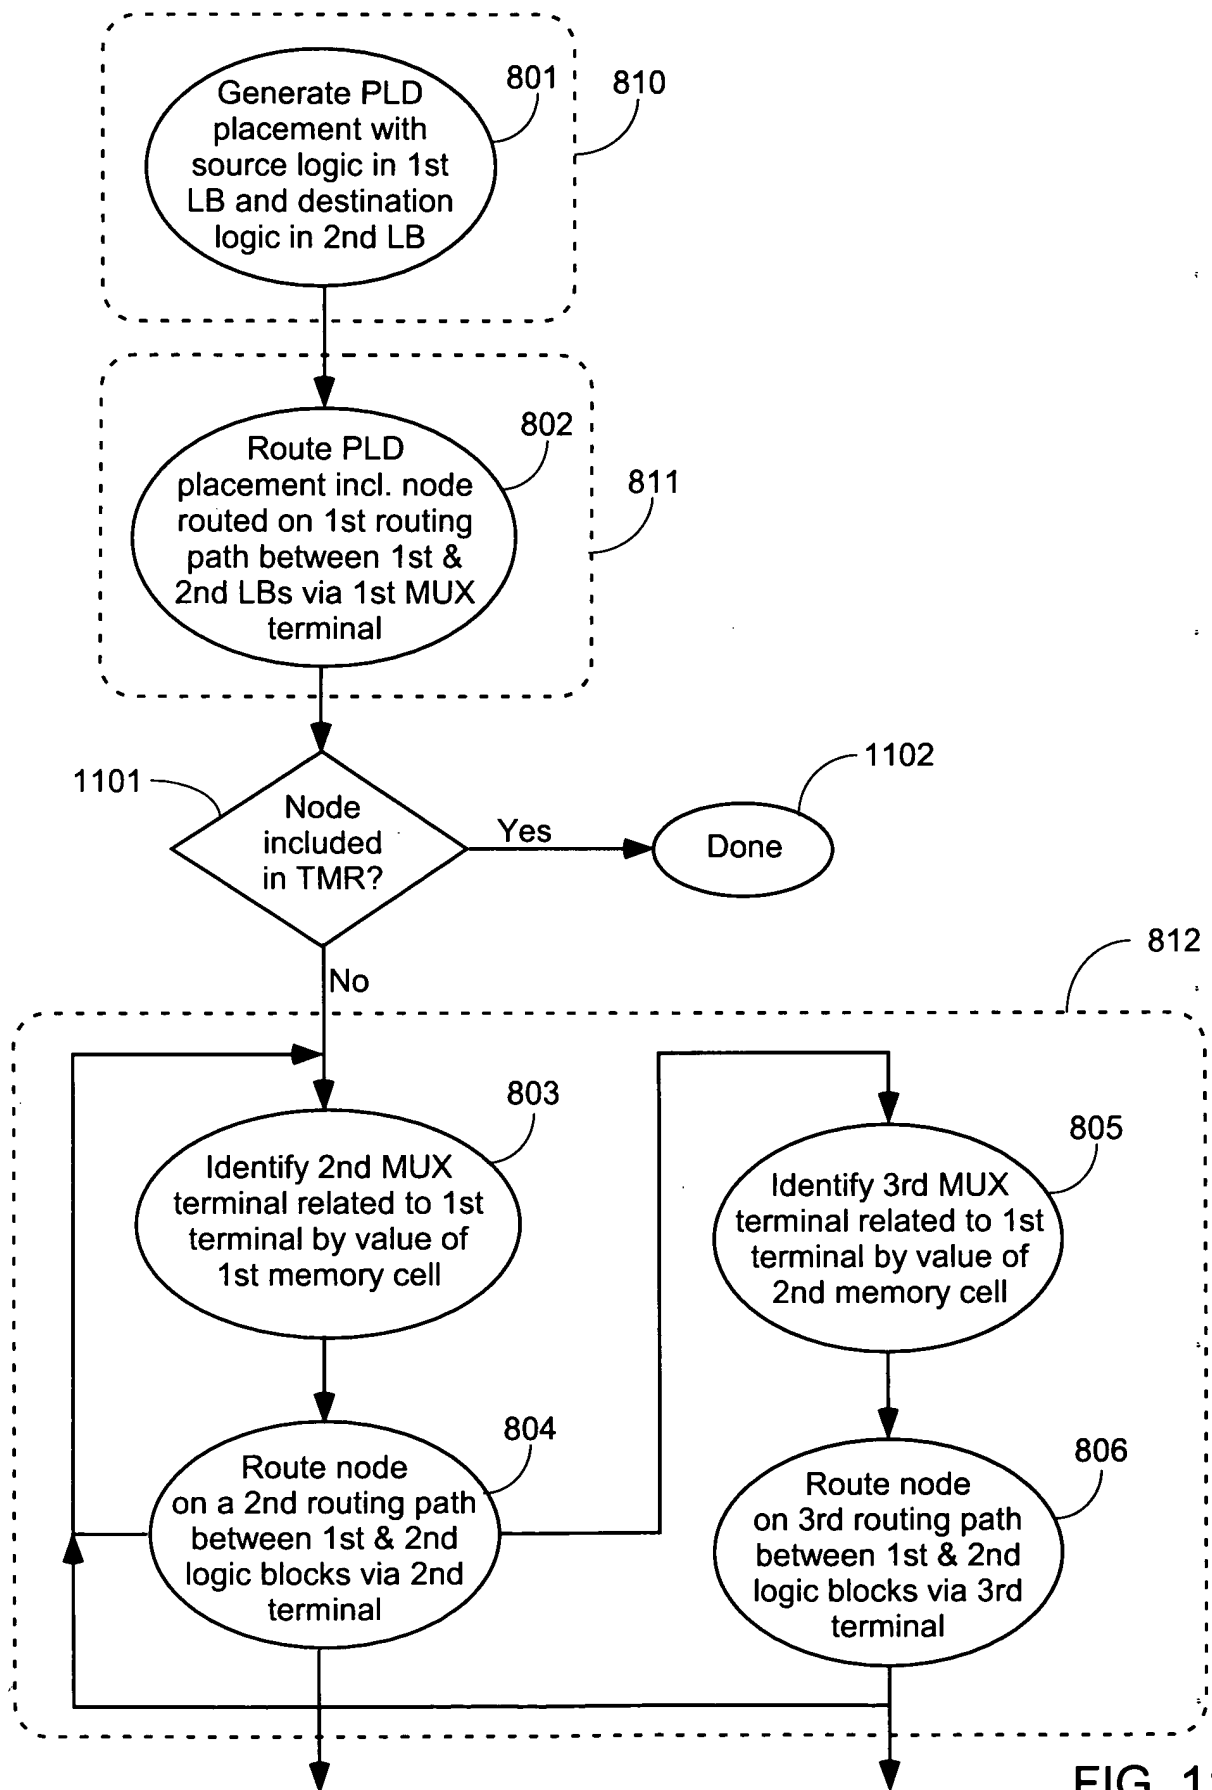 801
810
Generate PLD
placement with
source logic in 1st
LB and destination
logic in 2nd LB
802
811
Route PLD
placement incl. node
routed on 1st routing
path between 1st &
2nd LBs via 1st MUX
terminal
1101
1102
Node
included
in TMR?
Yes
Done
812
No
803
805
Identify 2nd MUX
terminal related to 1st
terminal by value of
1st memory cell
Identify 3rd MUX
terminal related to 1st
terminal by value of
2nd memory cell
804
806
Route node
on a 2nd routing path
between 1st & 2nd
logic blocks via 2nd
terminal
Route node
on 3rd routing path
between 1st & 2nd
logic blocks via 3rd
terminal
FIG.